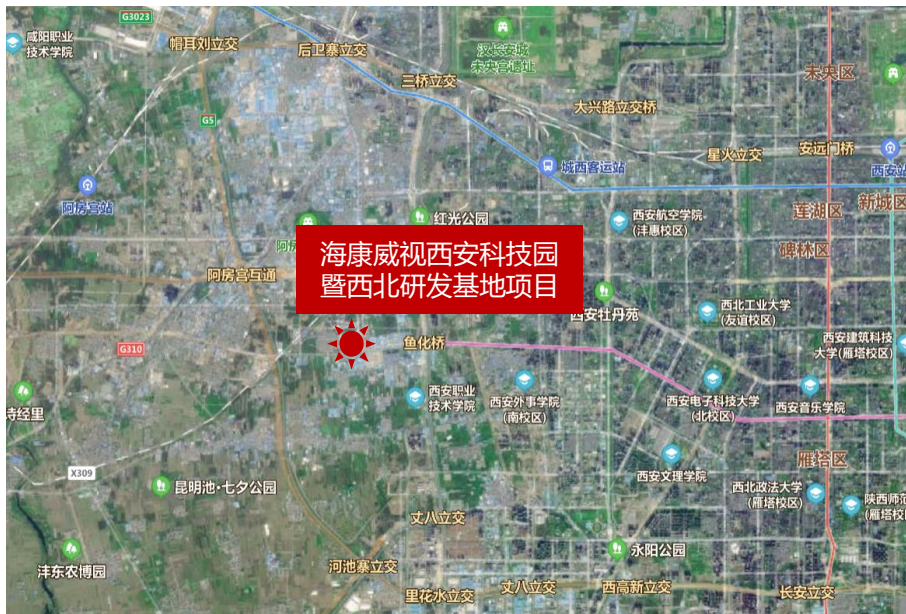 G3023
咸阳职业
技术学院
帽耳刘立交
后卫寨立交
汉长安城
未央宫遗址
三桥立交
未央区
大兴路立交桥
G5
星火立交
安远门桥
城西客运站
西安站
阿房宫站
新城区
莲湖区
红光公园
西安航空学院
(沣惠校区)
碑林区
海康威视西安科技园
暨西北研发基地项目
阿房宫互通
西安牡丹苑
西北工业大学
(友谊校区)
G310
鱼化桥
西安建筑科技
大学(雁塔校区)
诗经里
西安职业
技术学院
西安外事学院
(南校区)
西安电子科技大学
(北校区)
西安音乐学院
X309
昆明池·七夕公园
西安文理学院
雁塔区
西北政法大学
(雁塔校区)
陕西师范
(雁塔校区
丈八立交
沣东农博园
河池寨立交
永阳公园
里花水立交
丈八立交
西高新立交
长安立交